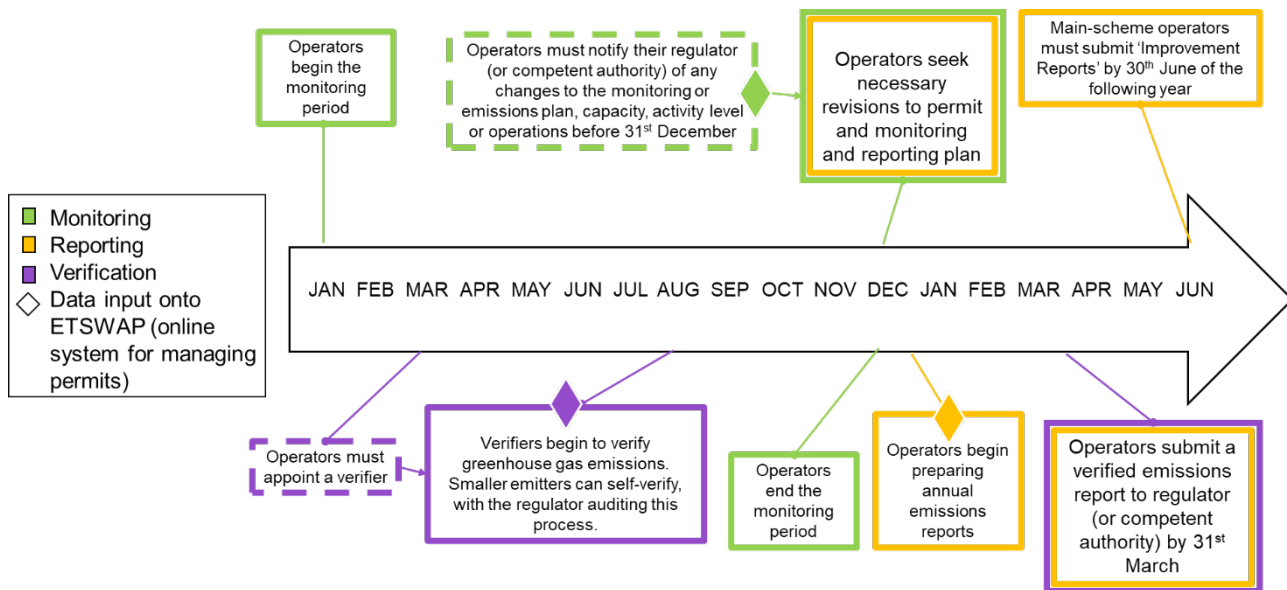 Operators
begin the
monitoring
period
Operators must notify their regulator
(or competent authority) of any
changes to the monitoring or
emissions plan, capacity, activity level
or operations before 31st December
Operators seek
necessary
revisions to permit
and monitoring
and reporting plan
Main-scheme operators
must submit ‘Improvement
Reports’ by 30th June of the
following year
Monitoring
Reporting
Verification
Data input onto
ETSWAP (online
system for managing
permits)
JAN FEB MAR APR MAY JUN JUL AUG SEP OCT NOV DEC JAN FEB MAR APR MAY JUN
Operators must
appoint a verifier
Verifiers begin to verify
greenhouse gas emissions.
Smaller emitters can self-verify,
with the regulator auditing this
process.
Operators
end the
monitoring
period
Operators begin
preparing
annual
emissions
reports
Operators submit a
verified emissions
report to regulator
(or competent
authority) by 31st
March